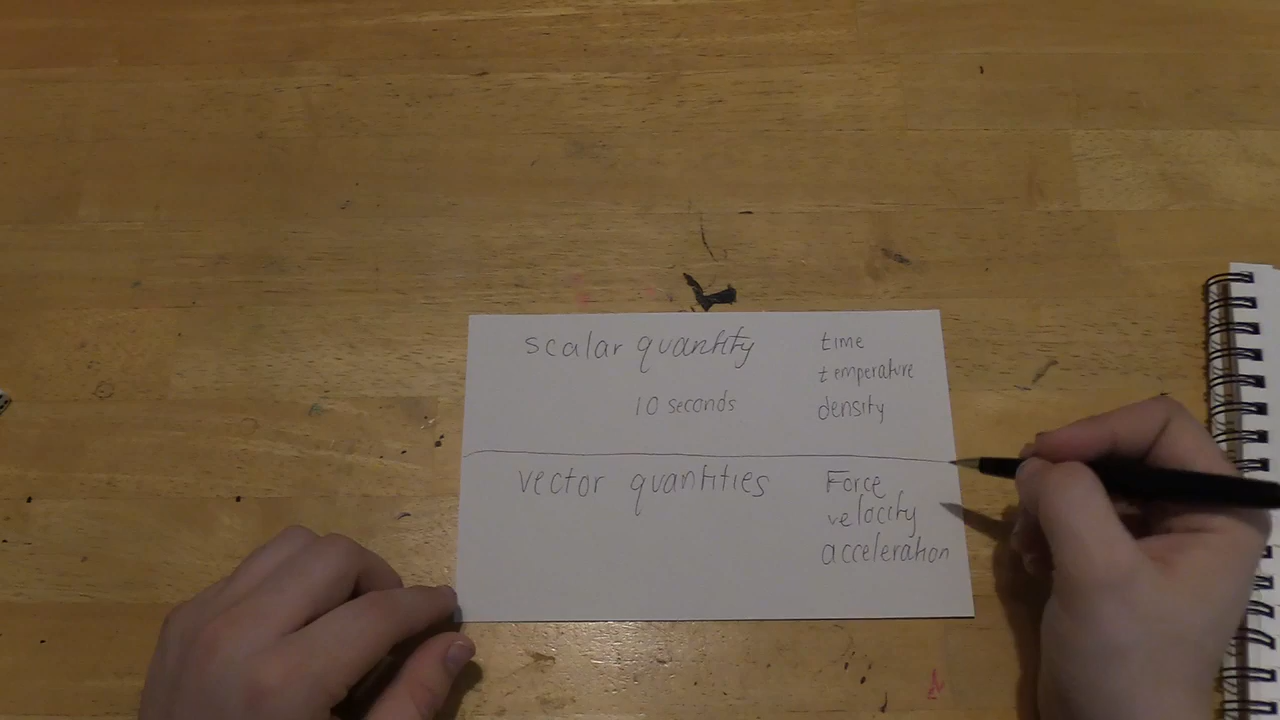 scalar quantity
time
temperature
10 seconds
density
vector quantities
Force
velocity
acceleration